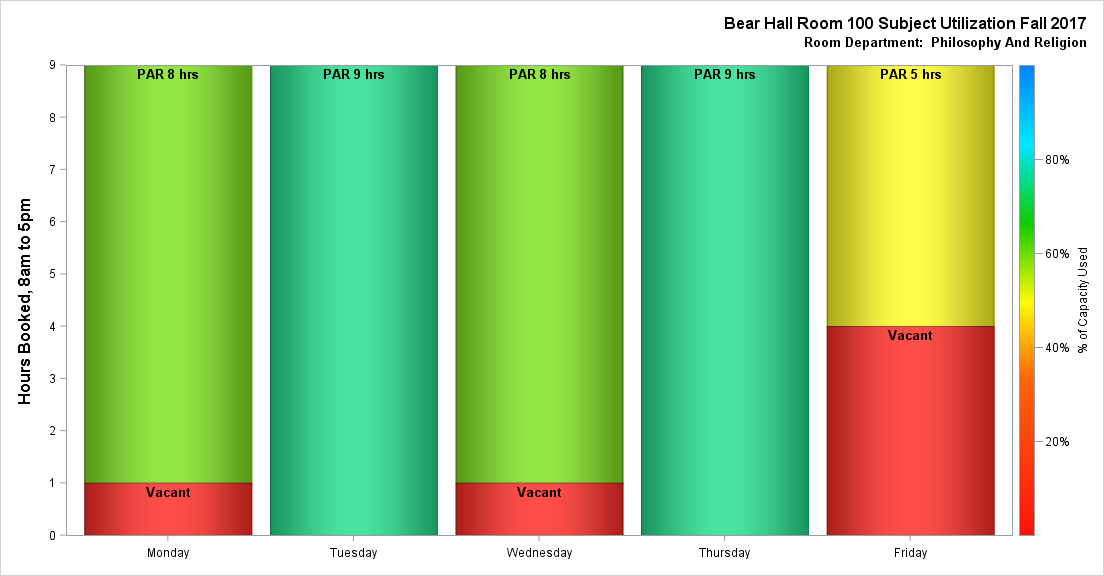 Bear Hall Room 100 Subject Utilization Fall 2017
Room Department:  Philosophy And Religion
PAR 8 hrs
PAR 9 hrs
PAR 8 hrs
PAR 9 hrs
PAR 5 hrs
Vacant
Vacant
Vacant
9
8
7
6
5
4
3
2
1
0
Hours Booked, 8am to 5pm
Monday
Tuesday
Wednesday
Thursday
Friday
80%
60%
40%
20%
% of Capacity Used